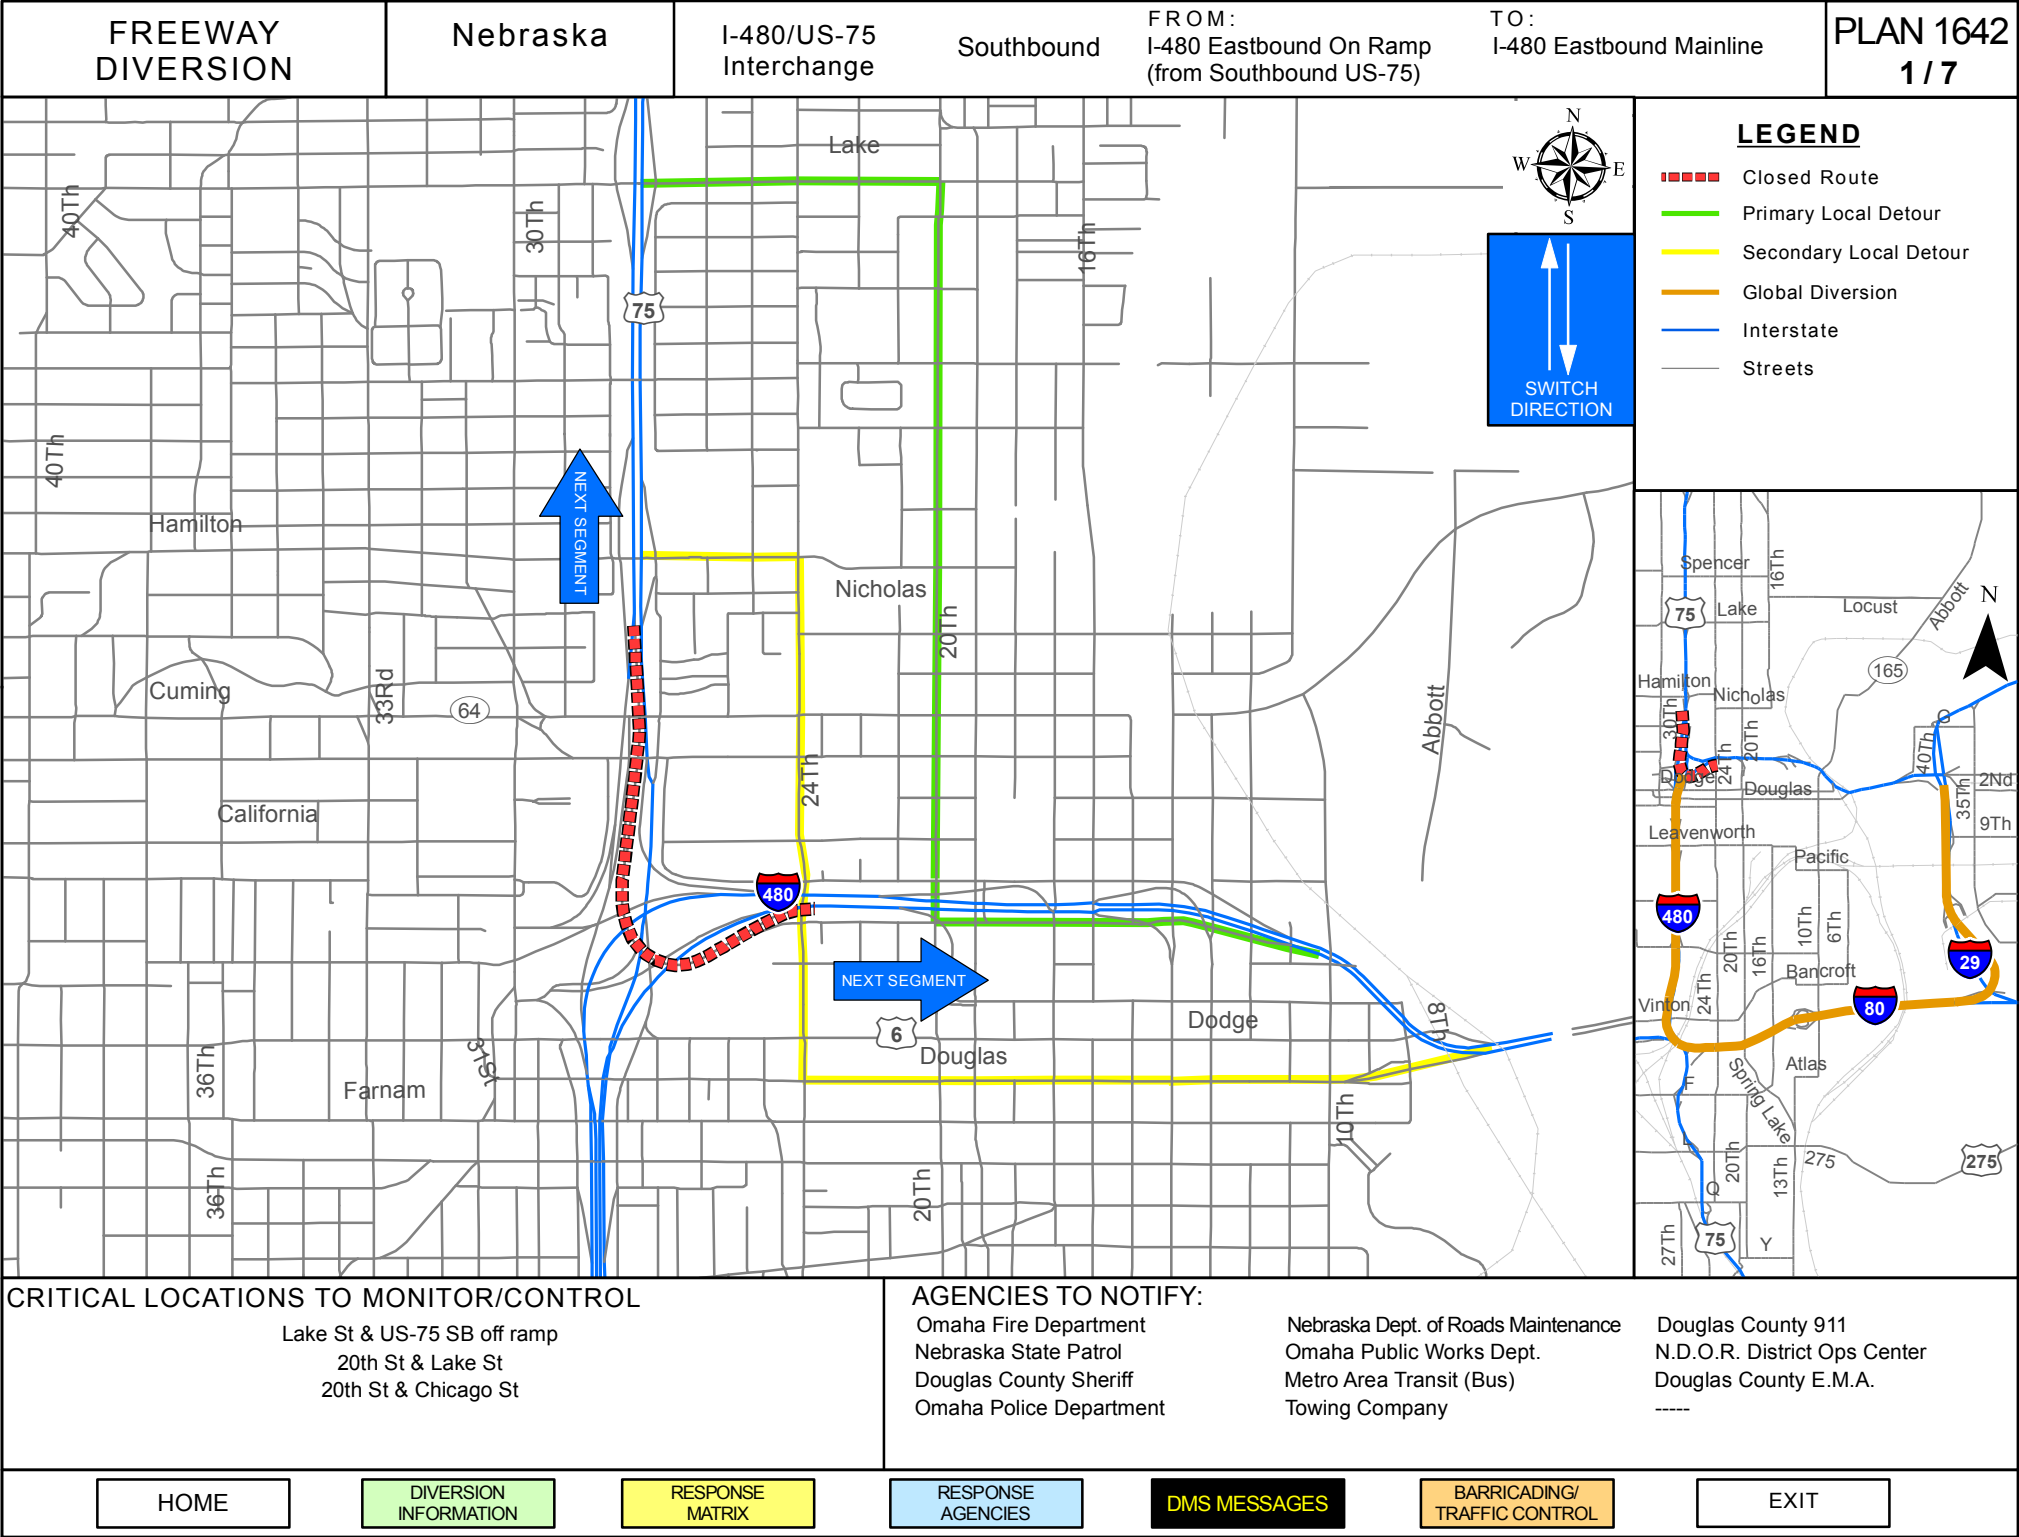 FREEWAY
DIVERSION
Nebraska
I-480/US-75
Interchange
Southbound
FROM:
I-480 Eastbound On Ramp
(from Southbound US-75)
TO:
I-480 Eastbound Mainline
PLAN 1642
1 / 7
Lake
40Th
30Th
16Th
75
N
W
E
S
SWITCH
DIRECTION
40Th
NEXT SEGMENT
Hamilton
Nicholas
20Th
Cuming
33Rd
64
Abbott
24Th
California
480
NEXT SEGMENT
6
Dodge
8Th
Douglas
31St
36Th
Farnam
10Th
36Th
20Th
LEGEND
Closed Route
Primary Local Detour
Secondary Local Detour
Global Diversion
Interstate
Streets
Spencer
16Th
75
Lake
Locust
Abbott
N
165
Hamilton
Nicholas
30Th
24Th
20Th
G
40Th
Dodge
Douglas
2Nd
35Th
Leavenworth
9Th
Pacific
480
10Th
6Th
20Th
16Th
29
Bancroft
24Th
Vinton
80
Atlas
F
Spring Lake
L
20Th
275
275
13Th
Q
27Th
75
Y
CRITICAL LOCATIONS TO MONITOR/CONTROL
Lake St & US-75 SB off ramp
20th St & Lake St
20th St & Chicago St
AGENCIES TO NOTIFY:
Omaha Fire Department
Nebraska State Patrol
Douglas County Sheriff
Omaha Police Department
Nebraska Dept. of Roads Maintenance
Omaha Public Works Dept.
Metro Area Transit (Bus)
Towing Company
Douglas County 911
N.D.O.R. District Ops Center
Douglas County E.M.A.
-----
HOME
DIVERSION
INFORMATION
RESPONSE
MATRIX
RESPONSE
AGENCIES
DMS MESSAGES
BARRICADING/
TRAFFIC CONTROL
EXIT